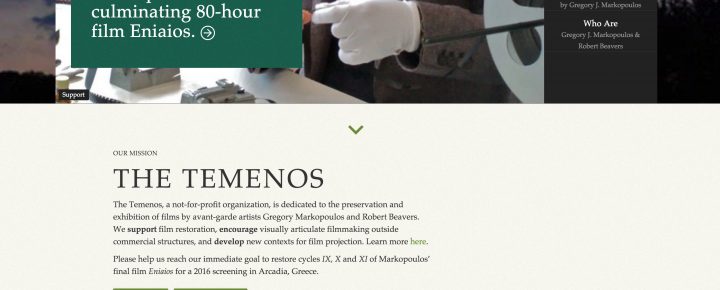 culminating 80-hour
film Eniaios.
by Gregory J. Markopoulos
Who Are
Gregory J. Markopoulos &
Robert Beavers
Support
OUR MISSION
THE TEMENOS
The Temenos, a not-for-profit organization, is dedicated to the preservation and
exhibition of films by avant-garde artists Gregory Markopoulos and Robert Beavers.
We support film restoration, encourage visually articulate filmmaking outside
commercial structures, and develop new contexts for film projection. Learn more here.
Please help us reach our immediate goal to restore cycles IX, X and XI of Markopoulos'
final film Eniaios for a 2016 screening in Arcadia, Greece.